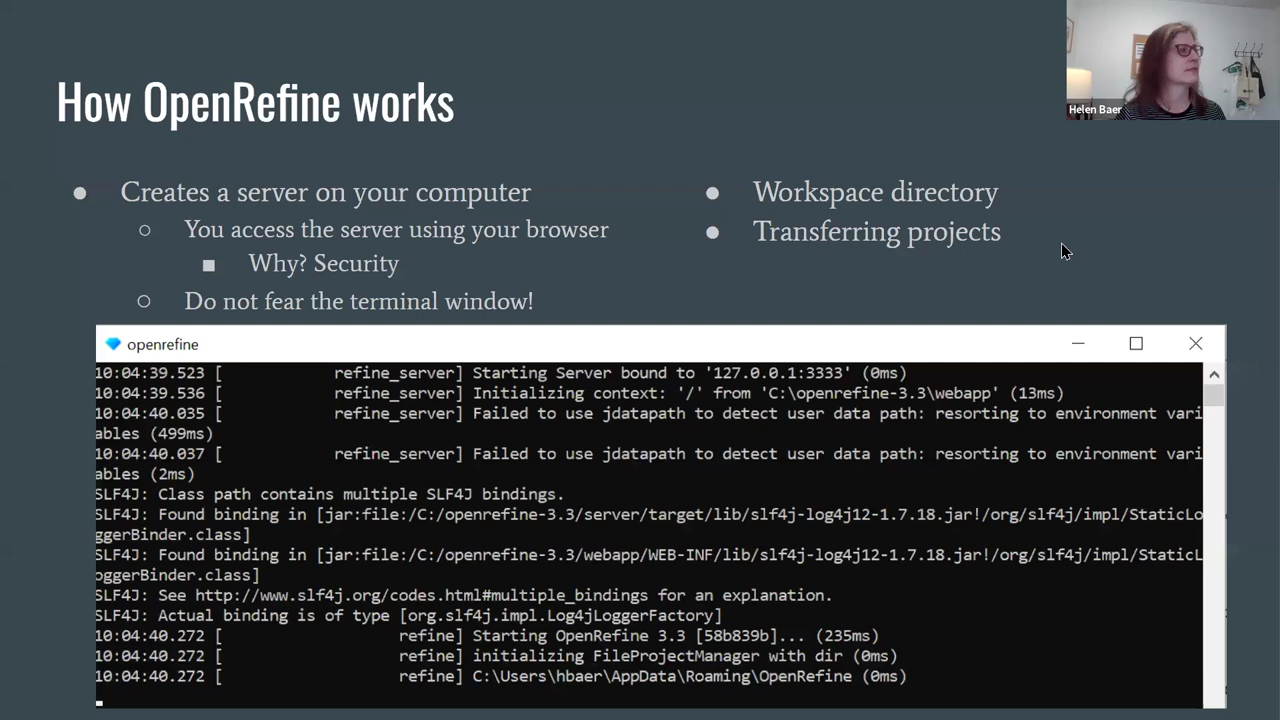 How OpenRefine works
Helen Baer
● Creates a server on your computer
○ You access the server using your browser
■ Why? Security
○ Do not fear the terminal window!
● Workspace directory
● Transferring projects
openrefine
10:04:39.523 [            refine_server] Starting Server bound to '127.0.0.1:3333' (0ms)
10:04:39.536 [            refine_server] Initializing context: '/' from 'C:\openrefine-3.3\webapp' (13ms)
10:04:40.035 [            refine_server] Failed to use jdatapath to detect user data path: resorting to environment vari
ables (499ms)
10:04:40.037 [            refine_server] Failed to use jdatapath to detect user data path: resorting to environment vari
ables (2ms)
SLF4J: Class path contains multiple SLF4J bindings.
SLF4J: Found binding in [jar:file:/C:/openrefine-3.3/server/target/lib/slf4j-log4j12-1.7.18.jar!/org/slf4j/impl/StaticLo
ggerBinder.class]
SLF4J: Found binding in [jar:file:/C:/openrefine-3.3/webapp/WEB-INF/lib/slf4j-log4j12-1.7.18.jar!/org/slf4j/impl/StaticL
oggerBinder.class]
SLF4J: See http://www.slf4j.org/codes.html#multiple_bindings for an explanation.
SLF4J: Actual binding is of type [org.slf4j.impl.Log4jLoggerFactory]
10:04:40.272 [                   refine] Starting OpenRefine 3.3 [58b839b]... (235ms)
10:04:40.272 [                   refine] initializing FileProjectManager with dir (0ms)
10:04:40.272 [                   refine] C:\Users\hbaer\AppData\Roaming\OpenRefine (0ms)